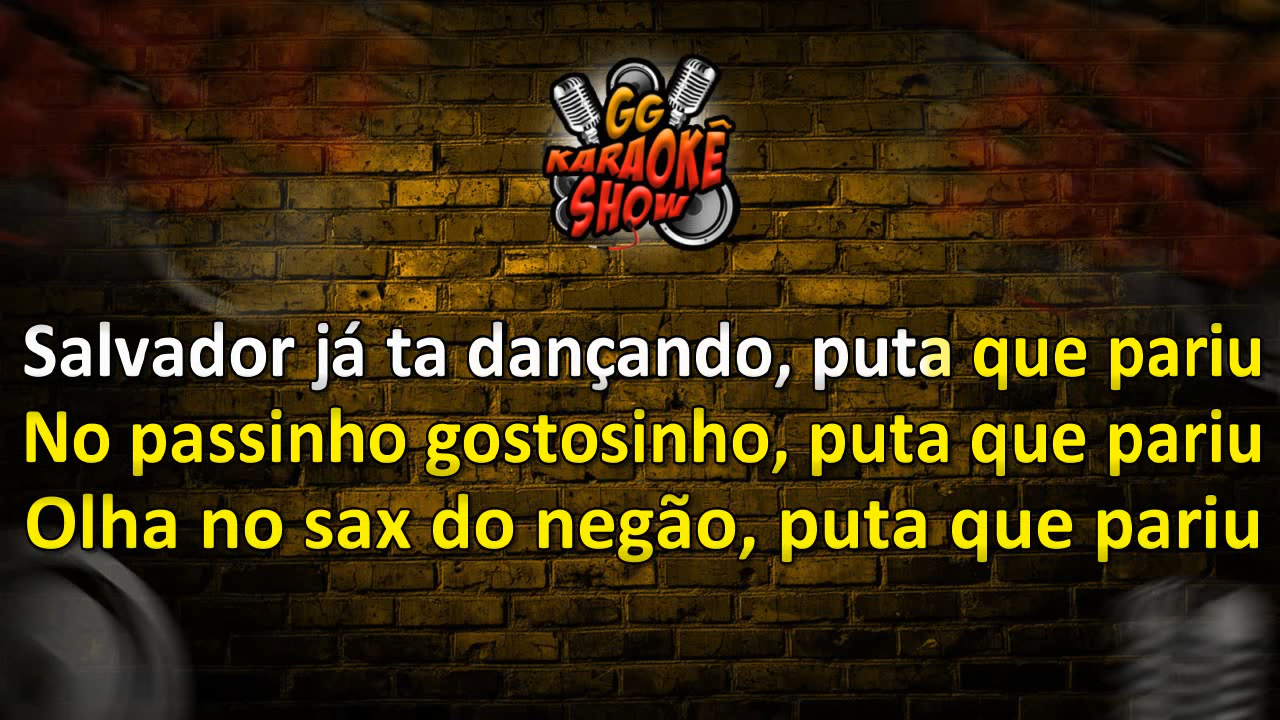 GG
KARAOKÊ
SHOW
Salvador já ta dançando, puta que pariu
No passinho gostosinho, puta que pariu
Olha no sax do negão, puta que pariu